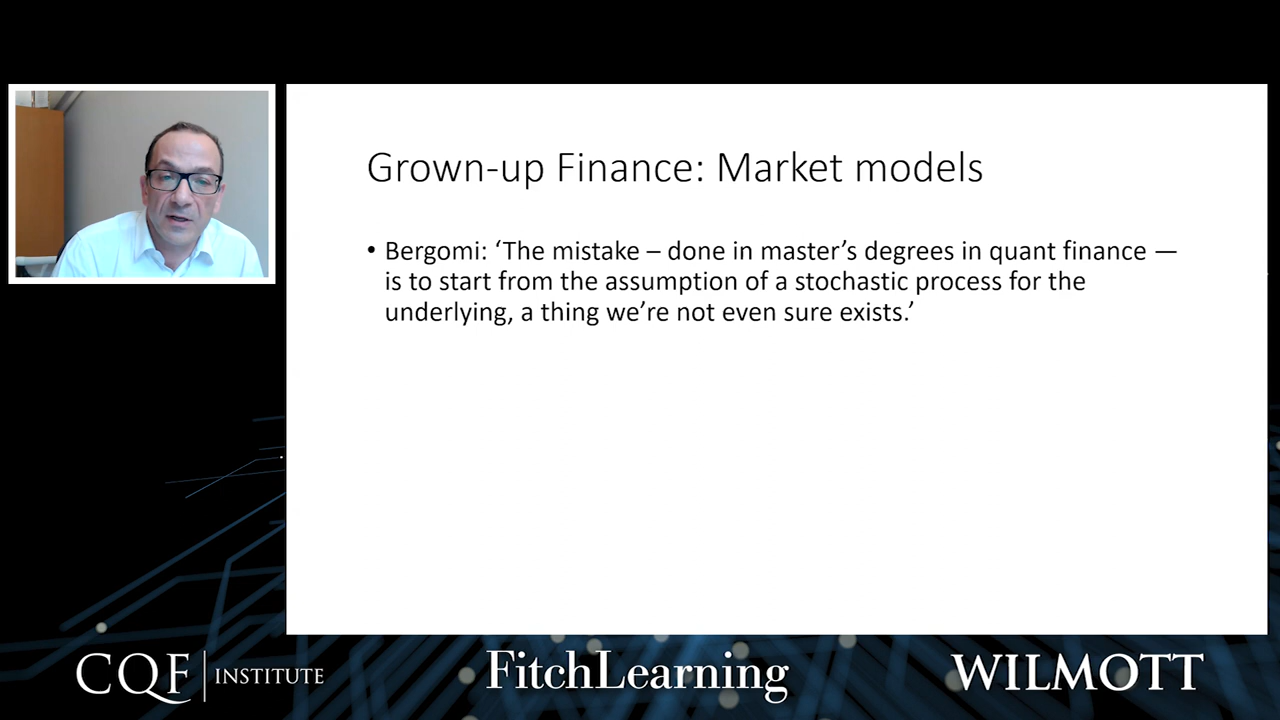 Grown-up Finance: Market models
• Bergomi: ‘The mistake – done in master’s degrees in quant finance —
is to start from the assumption of a stochastic process for the
underlying, a thing we’re not even sure exists.’
CQF INSTITUTE
FitchLearning
WILMOTT